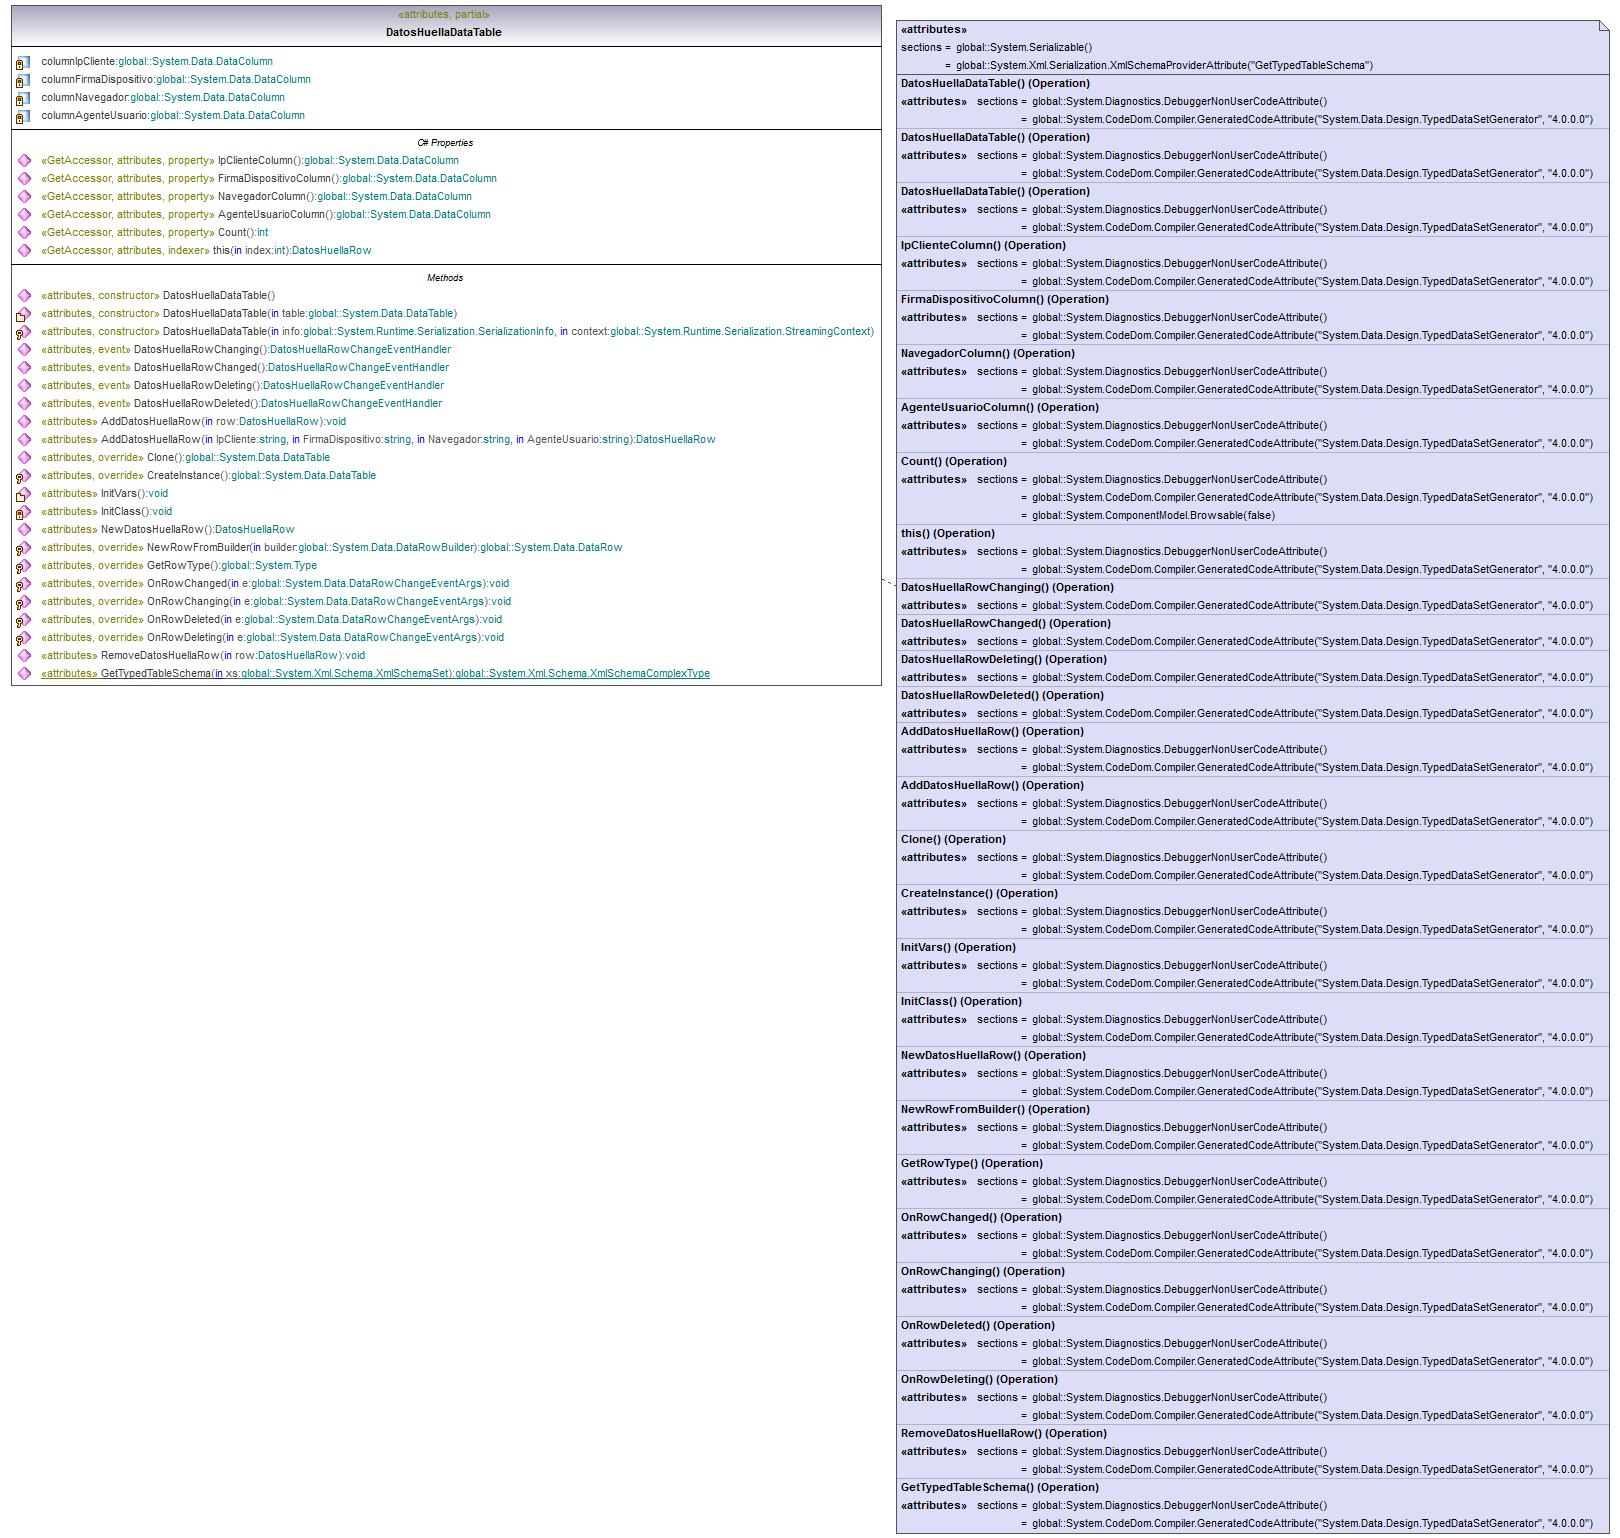 «attributes, partial»
DatosHuellaDataTable
columnIpCliente:global::System.Data.DataColumn
columnFirmaDispositivo:global::System.Data.DataColumn
columnNavegador:global::System.Data.DataColumn
columnAgenteUsuario:global::System.Data.DataColumn
C# Properties
«GetAccessor, attributes, property» IpClienteColumn():global::System.Data.DataColumn
«GetAccessor, attributes, property» FirmaDispositivoColumn():global::System.Data.DataColumn
«GetAccessor, attributes, property» NavegadorColumn():global::System.Data.DataColumn
«GetAccessor, attributes, property» AgenteUsuarioColumn():global::System.Data.DataColumn
«GetAccessor, attributes, property» Count():int
«GetAccessor, attributes, indexer» this(in index:int):DatosHuellaRow
Methods
«attributes, constructor» DatosHuellaDataTable()
«attributes, constructor» DatosHuellaDataTable(in table:global::System.Data.DataTable)
«attributes, constructor» DatosHuellaDataTable(in info:global::System.Runtime.Serialization.SerializationInfo, in context:global::System.Runtime.Serialization.StreamingContext)
«attributes, event» DatosHuellaRowChanging():DatosHuellaRowChangeEventHandler
«attributes, event» DatosHuellaRowChanged():DatosHuellaRowChangeEventHandler
«attributes, event» DatosHuellaRowDeleting():DatosHuellaRowChangeEventHandler
«attributes, event» DatosHuellaRowDeleted():DatosHuellaRowChangeEventHandler
«attributes» AddDatosHuellaRow(in row:DatosHuellaRow):void
«attributes» AddDatosHuellaRow(in IpCliente:string, in FirmaDispositivo:string, in Navegador:string, in AgenteUsuario:string):DatosHuellaRow
«attributes, override» Clone():global::System.Data.DataTable
«attributes, override» CreateInstance():global::System.Data.DataTable
«attributes» InitVars():void
«attributes» InitClass():void
«attributes» NewDatosHuellaRow():DatosHuellaRow
«attributes, override» NewRowFromBuilder(in builder:global::System.Data.DataRowBuilder):global::System.Data.DataRow
«attributes, override» GetRowType():global::System.Type
«attributes, override» OnRowChanged(in e:global::System.Data.DataRowChangeEventArgs):void
«attributes, override» OnRowChanging(in e:global::System.Data.DataRowChangeEventArgs):void
«attributes, override» OnRowDeleted(in e:global::System.Data.DataRowChangeEventArgs):void
«attributes, override» OnRowDeleting(in e:global::System.Data.DataRowChangeEventArgs):void
«attributes» RemoveDatosHuellaRow(in row:DatosHuellaRow):void
«attributes» GetTypedTableSchema(in xs:global::System.Xml.Schema.XmlSchemaSet):global::System.Xml.Schema.XmlSchemaComplexType
«attributes»
sections = global::System.Serializable()
= global::System.Xml.Serialization.XmlSchemaProviderAttribute("GetTypedTableSchema")
DatosHuellaDataTable() (Operation)
«attributes» sections = global::System.Diagnostics.DebuggerNonUserCodeAttribute()
= global::System.CodeDom.Compiler.GeneratedCodeAttribute("System.Data.Design.TypedDataSetGenerator", "4.0.0.0")
DatosHuellaDataTable() (Operation)
«attributes» sections = global::System.Diagnostics.DebuggerNonUserCodeAttribute()
= global::System.CodeDom.Compiler.GeneratedCodeAttribute("System.Data.Design.TypedDataSetGenerator", "4.0.0.0")
DatosHuellaDataTable() (Operation)
«attributes» sections = global::System.Diagnostics.DebuggerNonUserCodeAttribute()
= global::System.CodeDom.Compiler.GeneratedCodeAttribute("System.Data.Design.TypedDataSetGenerator", "4.0.0.0")
IpClienteColumn() (Operation)
«attributes» sections = global::System.Diagnostics.DebuggerNonUserCodeAttribute()
= global::System.CodeDom.Compiler.GeneratedCodeAttribute("System.Data.Design.TypedDataSetGenerator", "4.0.0.0")
FirmaDispositivoColumn() (Operation)
«attributes» sections = global::System.Diagnostics.DebuggerNonUserCodeAttribute()
= global::System.CodeDom.Compiler.GeneratedCodeAttribute("System.Data.Design.TypedDataSetGenerator", "4.0.0.0")
NavegadorColumn() (Operation)
«attributes» sections = global::System.Diagnostics.DebuggerNonUserCodeAttribute()
= global::System.CodeDom.Compiler.GeneratedCodeAttribute("System.Data.Design.TypedDataSetGenerator", "4.0.0.0")
AgenteUsuarioColumn() (Operation)
«attributes» sections = global::System.Diagnostics.DebuggerNonUserCodeAttribute()
= global::System.CodeDom.Compiler.GeneratedCodeAttribute("System.Data.Design.TypedDataSetGenerator", "4.0.0.0")
Count() (Operation)
«attributes» sections = global::System.Diagnostics.DebuggerNonUserCodeAttribute()
= global::System.CodeDom.Compiler.GeneratedCodeAttribute("System.Data.Design.TypedDataSetGenerator", "4.0.0.0")
= global::System.ComponentModel.Browsable(false)
this() (Operation)
«attributes» sections = global::System.Diagnostics.DebuggerNonUserCodeAttribute()
= global::System.CodeDom.Compiler.GeneratedCodeAttribute("System.Data.Design.TypedDataSetGenerator", "4.0.0.0")
DatosHuellaRowChanging() (Operation)
«attributes» sections = global::System.CodeDom.Compiler.GeneratedCodeAttribute("System.Data.Design.TypedDataSetGenerator", "4.0.0.0")
DatosHuellaRowChanged() (Operation)
«attributes» sections = global::System.CodeDom.Compiler.GeneratedCodeAttribute("System.Data.Design.TypedDataSetGenerator", "4.0.0.0")
DatosHuellaRowDeleting() (Operation)
«attributes» sections = global::System.CodeDom.Compiler.GeneratedCodeAttribute("System.Data.Design.TypedDataSetGenerator", "4.0.0.0")
DatosHuellaRowDeleted() (Operation)
«attributes» sections = global::System.CodeDom.Compiler.GeneratedCodeAttribute("System.Data.Design.TypedDataSetGenerator", "4.0.0.0")
AddDatosHuellaRow() (Operation)
«attributes» sections = global::System.Diagnostics.DebuggerNonUserCodeAttribute()
= global::System.CodeDom.Compiler.GeneratedCodeAttribute("System.Data.Design.TypedDataSetGenerator", "4.0.0.0")
AddDatosHuellaRow() (Operation)
«attributes» sections = global::System.Diagnostics.DebuggerNonUserCodeAttribute()
= global::System.CodeDom.Compiler.GeneratedCodeAttribute("System.Data.Design.TypedDataSetGenerator", "4.0.0.0")
Clone() (Operation)
«attributes» sections = global::System.Diagnostics.DebuggerNonUserCodeAttribute()
= global::System.CodeDom.Compiler.GeneratedCodeAttribute("System.Data.Design.TypedDataSetGenerator", "4.0.0.0")
CreateInstance() (Operation)
«attributes» sections = global::System.Diagnostics.DebuggerNonUserCodeAttribute()
= global::System.CodeDom.Compiler.GeneratedCodeAttribute("System.Data.Design.TypedDataSetGenerator", "4.0.0.0")
InitVars() (Operation)
«attributes» sections = global::System.Diagnostics.DebuggerNonUserCodeAttribute()
= global::System.CodeDom.Compiler.GeneratedCodeAttribute("System.Data.Design.TypedDataSetGenerator", "4.0.0.0")
InitClass() (Operation)
«attributes» sections = global::System.Diagnostics.DebuggerNonUserCodeAttribute()
= global::System.CodeDom.Compiler.GeneratedCodeAttribute("System.Data.Design.TypedDataSetGenerator", "4.0.0.0")
NewDatosHuellaRow() (Operation)
«attributes» sections = global::System.Diagnostics.DebuggerNonUserCodeAttribute()
= global::System.CodeDom.Compiler.GeneratedCodeAttribute("System.Data.Design.TypedDataSetGenerator", "4.0.0.0")
NewRowFromBuilder() (Operation)
«attributes» sections = global::System.Diagnostics.DebuggerNonUserCodeAttribute()
= global::System.CodeDom.Compiler.GeneratedCodeAttribute("System.Data.Design.TypedDataSetGenerator", "4.0.0.0")
GetRowType() (Operation)
«attributes» sections = global::System.Diagnostics.DebuggerNonUserCodeAttribute()
= global::System.CodeDom.Compiler.GeneratedCodeAttribute("System.Data.Design.TypedDataSetGenerator", "4.0.0.0")
OnRowChanged() (Operation)
«attributes» sections = global::System.Diagnostics.DebuggerNonUserCodeAttribute()
= global::System.CodeDom.Compiler.GeneratedCodeAttribute("System.Data.Design.TypedDataSetGenerator", "4.0.0.0")
OnRowChanging() (Operation)
«attributes» sections = global::System.Diagnostics.DebuggerNonUserCodeAttribute()
= global::System.CodeDom.Compiler.GeneratedCodeAttribute("System.Data.Design.TypedDataSetGenerator", "4.0.0.0")
OnRowDeleted() (Operation)
«attributes» sections = global::System.Diagnostics.DebuggerNonUserCodeAttribute()
= global::System.CodeDom.Compiler.GeneratedCodeAttribute("System.Data.Design.TypedDataSetGenerator", "4.0.0.0")
OnRowDeleting() (Operation)
«attributes» sections = global::System.Diagnostics.DebuggerNonUserCodeAttribute()
= global::System.CodeDom.Compiler.GeneratedCodeAttribute("System.Data.Design.TypedDataSetGenerator", "4.0.0.0")
RemoveDatosHuellaRow() (Operation)
«attributes» sections = global::System.Diagnostics.DebuggerNonUserCodeAttribute()
= global::System.CodeDom.Compiler.GeneratedCodeAttribute("System.Data.Design.TypedDataSetGenerator", "4.0.0.0")
GetTypedTableSchema() (Operation)
«attributes» sections = global::System.Diagnostics.DebuggerNonUserCodeAttribute()
= global::System.CodeDom.Compiler.GeneratedCodeAttribute("System.Data.Design.TypedDataSetGenerator", "4.0.0.0")